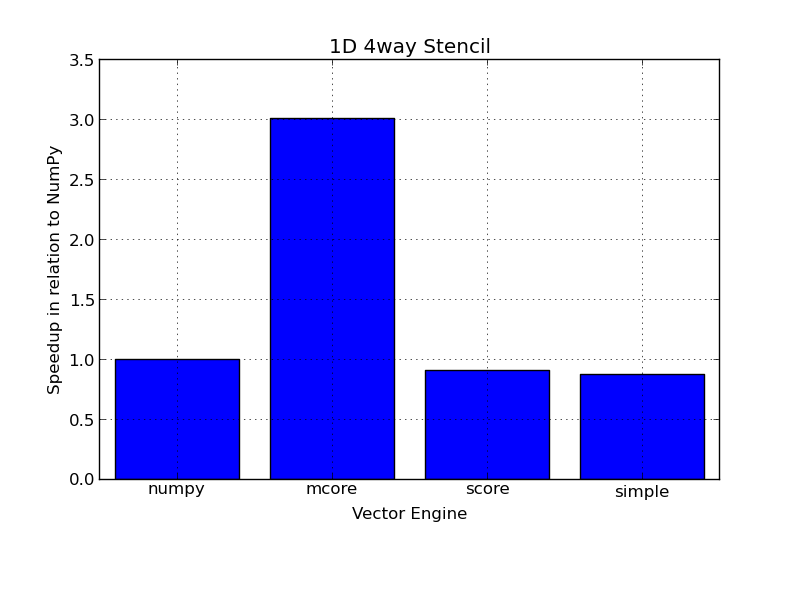 1D 4way Stencil
Speedup in relation to NumPy
3.5
3.0
2.5
2.0
1.5
1.0
0.5
0.0
numpy mcore score simple
Vector Engine